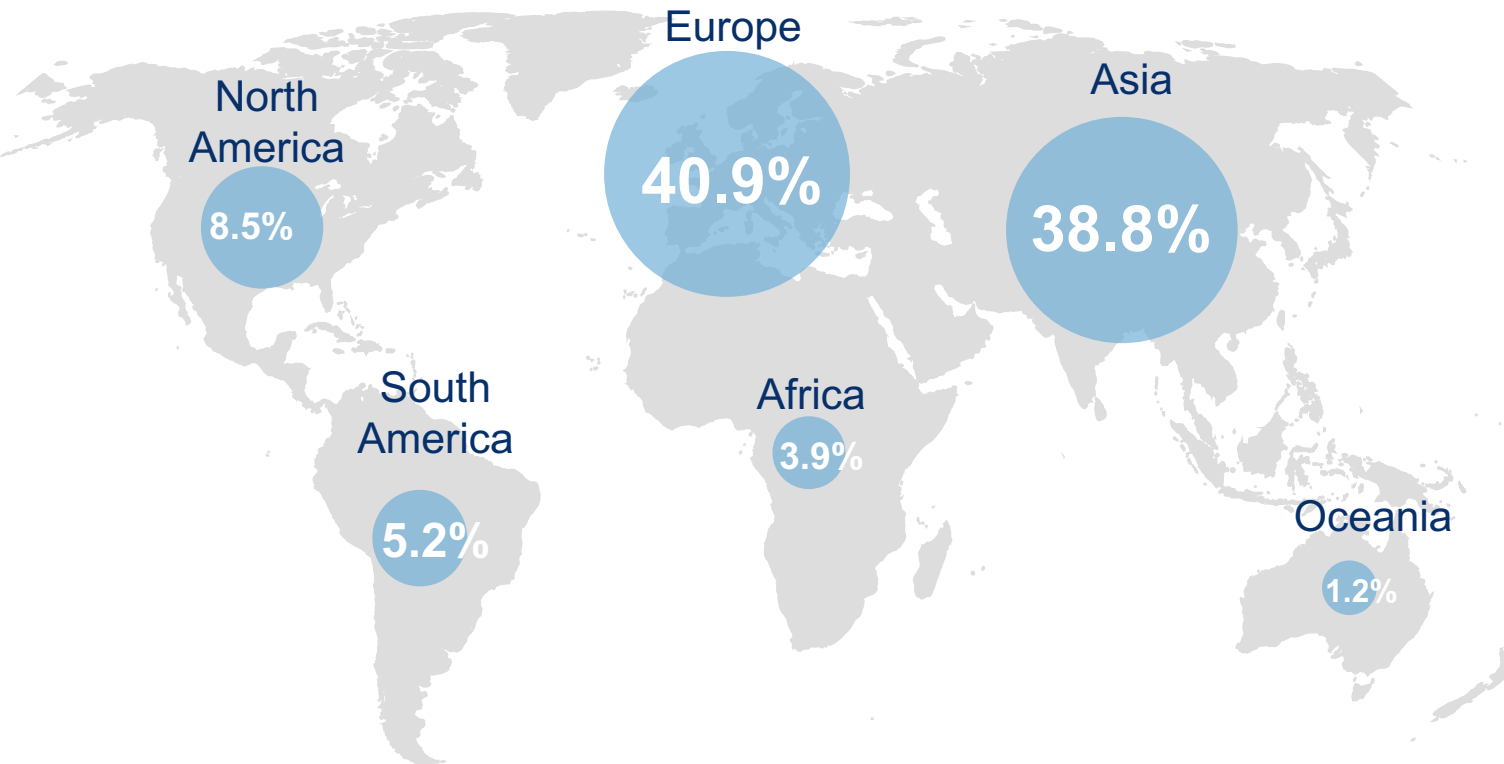 Europe
40.9%
Asia
38.8%
North
America
8.5%
South
America
5.2%
Africa
3.9%
Oceania
1.2%